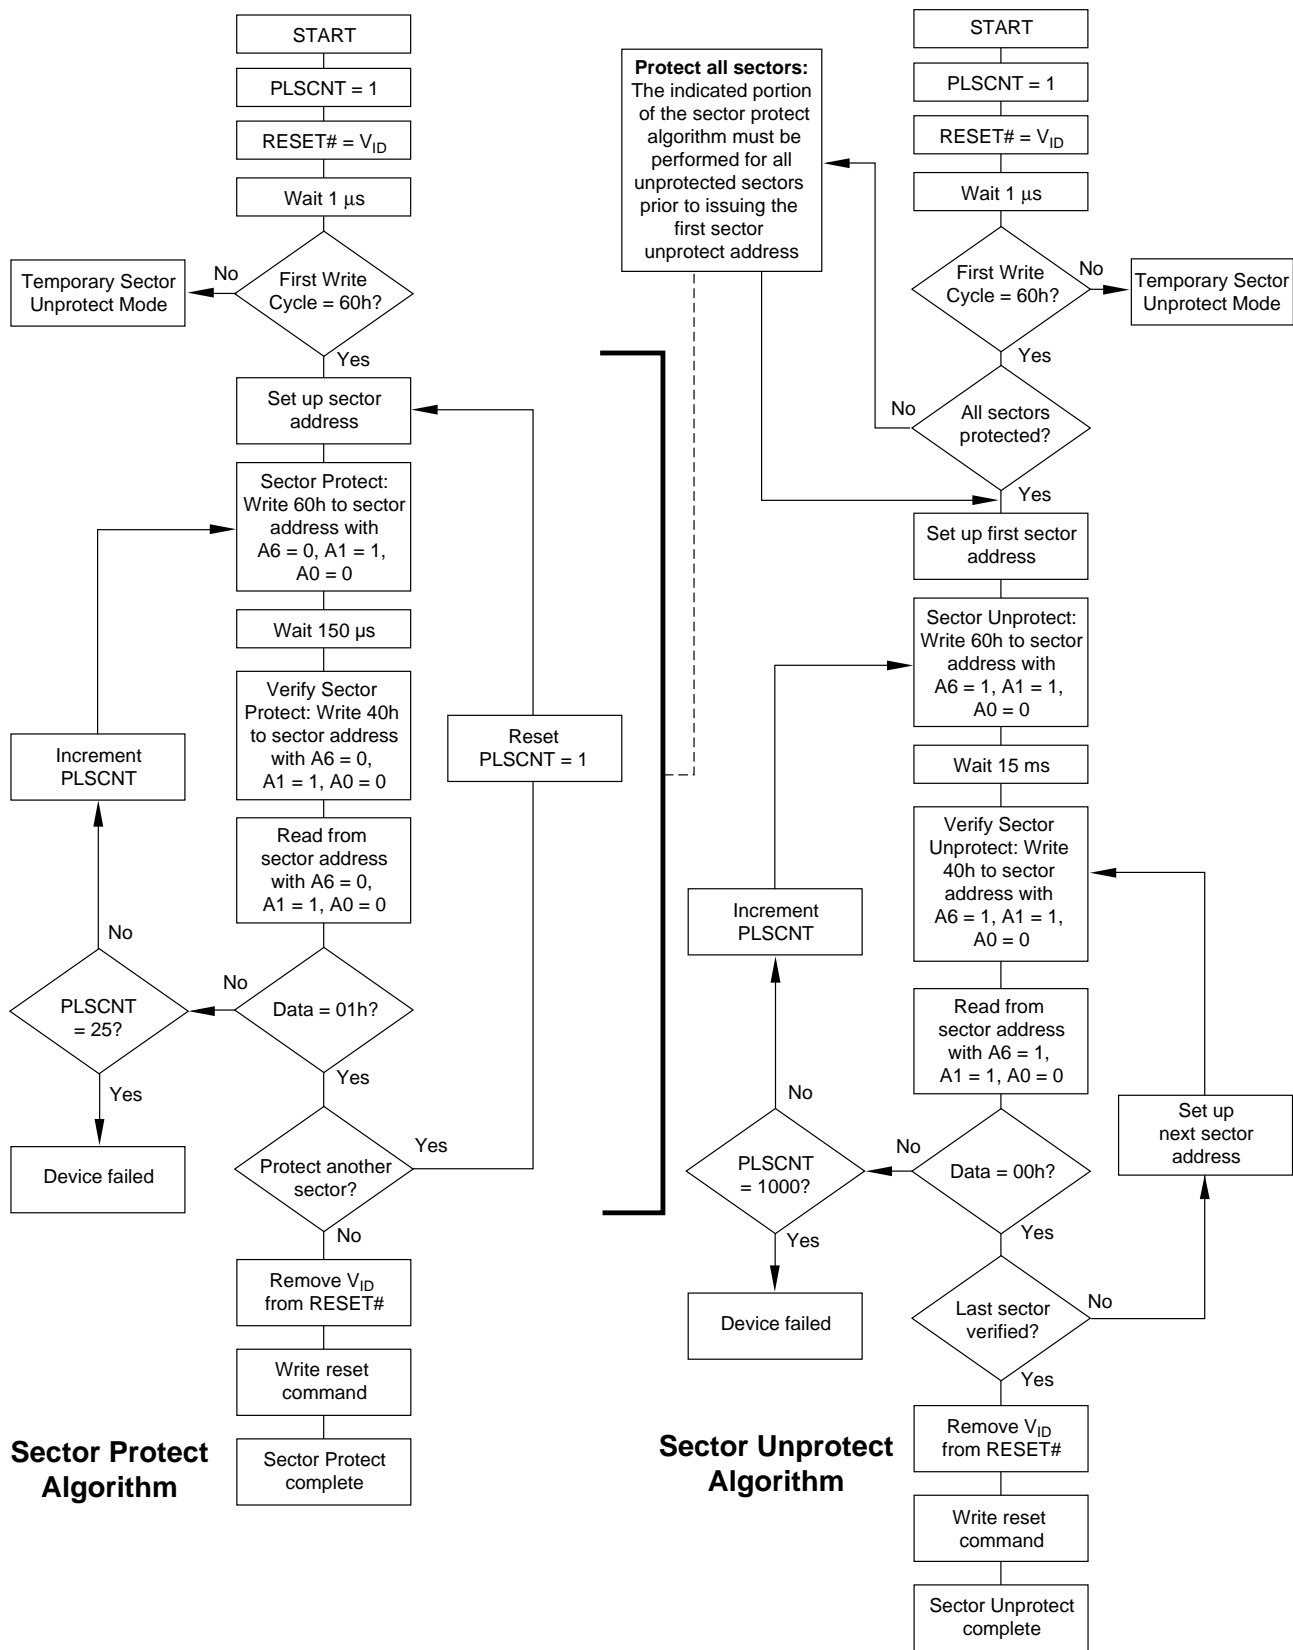 START
PLSCNT = 1
RESET# = VID
Wait 1 μs
First Write
Cycle = 60h?
No
Temporary Sector
Unprotect Mode
Yes
Set up sector
address
Sector Protect:
Write 60h to sector
address with
A6 = 0, A1 = 1,
A0 = 0
Wait 150 µs
Verify Sector
Protect: Write 40h
to sector address
with A6 = 0,
A1 = 1, A0 = 0
Reset
PLSCNT = 1
Increment
PLSCNT
Read from
sector address
with A6 = 0,
A1 = 1, A0 = 0
No
PLSCNT
= 25?
No
Data = 01h?
Yes
Yes
Device failed
Protect another
sector?
Yes
No
Remove VID
from RESET#
Write reset
command
Sector Protect
complete
Sector Protect
Algorithm
Protect all sectors:
The indicated portion
of the sector protect
algorithm must be
performed for all
unprotected sectors
prior to issuing the
first sector
unprotect address
START
PLSCNT = 1
RESET# = VID
Wait 1 μs
First Write
Cycle = 60h?
No
Temporary Sector
Unprotect Mode
Yes
No
All sectors
protected?
Yes
Set up first sector
address
Sector Unprotect:
Write 60h to sector
address with
A6 = 1, A1 = 1,
A0 = 0
Wait 15 ms
Verify Sector
Unprotect: Write
40h to sector
address with
A6 = 1, A1 = 1,
A0 = 0
Increment
PLSCNT
Read from
sector address
with A6 = 1,
A1 = 1, A0 = 0
No
PLSCNT
= 1000?
No
Data = 00h?
Set up
next sector
address
Yes
Yes
Device failed
Last sector
verified?
No
Yes
Remove VID
from RESET#
Write reset
command
Sector Unprotect
complete
Sector Unprotect
Algorithm